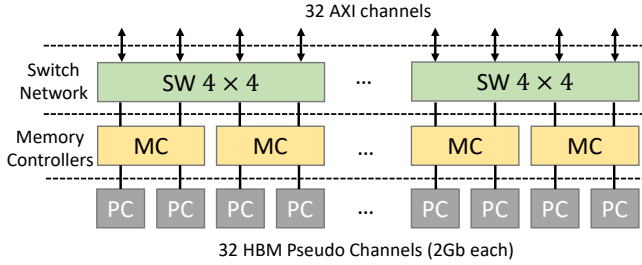 32 AXI channels
Switch Network
SW 4 × 4 ... SW 4 × 4
Memory Controllers
MC MC ... MC MC
PC PC PC PC ... PC PC PC PC
32 HBM Pseudo Channels (2Gb each)